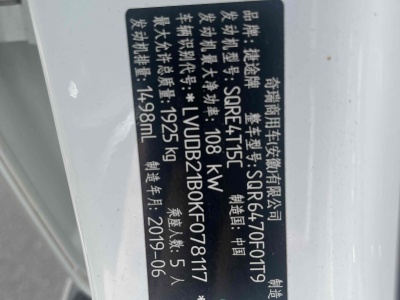 奇瑞商用车(安徽)有限公司 制造
品牌:捷途牌 整车型号:SQR6470F01T9
发动机型号:SQRE4T15C 制造国:中国
发动机最大净功率:108 kW
车辆识别代号:*LVUDB21B0KF078117*
最大允许总质量:1925 kg 乘座人数:5人
发动机排量:1498mL 制造年月:2019-06